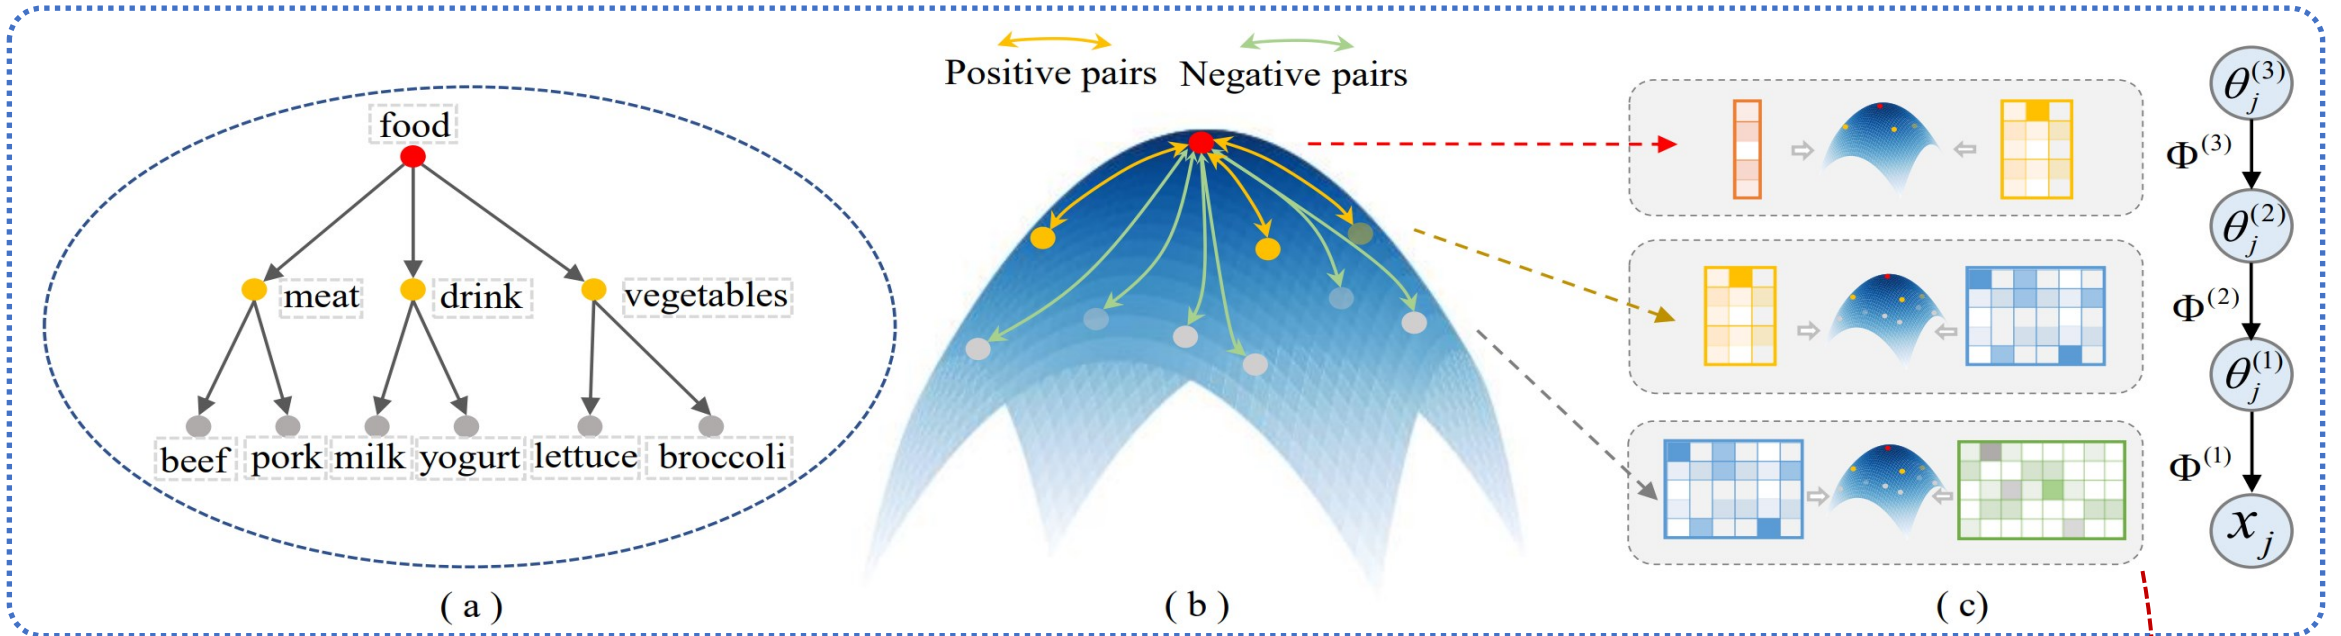 food
meat
drink
vegetables
beef
pork
milk
yogurt
lettuce
broccoli
( a )
Positive pairs
Negative pairs
( b )
( c )
θ_j^{(3)}
Φ^{(3)}
θ_j^{(2)}
Φ^{(2)}
θ_j^{(1)}
Φ^{(1)}
x_j